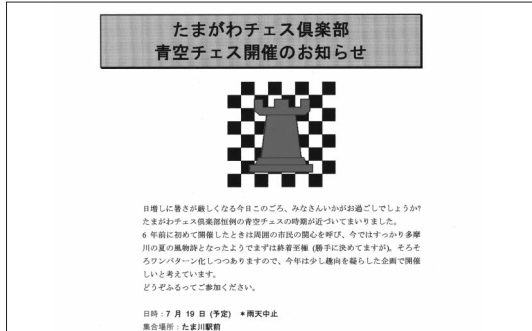 たまがわチェス倶楽部
青空チェス開催のお知らせ
日増しに暑さが厳しくなる今日このごろ、みなさんいかがお過ごしでしょうか?
たまがわチェス倶楽部恒例の青空チェスの時期が近づいてまいりました。
6 年前に初めて開催したときは周囲の市民の関心を呼び、今ではすっかり多摩
川の夏の風物詩となったようでまずは終着至極 (勝手に決めてますが)。そろそ
ろワンパターン化しつつありますので、今年は少し趣向を凝らした企画で開催
しいと考えています。
どうぞふるってご参加ください。
日時：7 月 19 日 (予定) ＊雨天中止
集合場所：たま川駅前